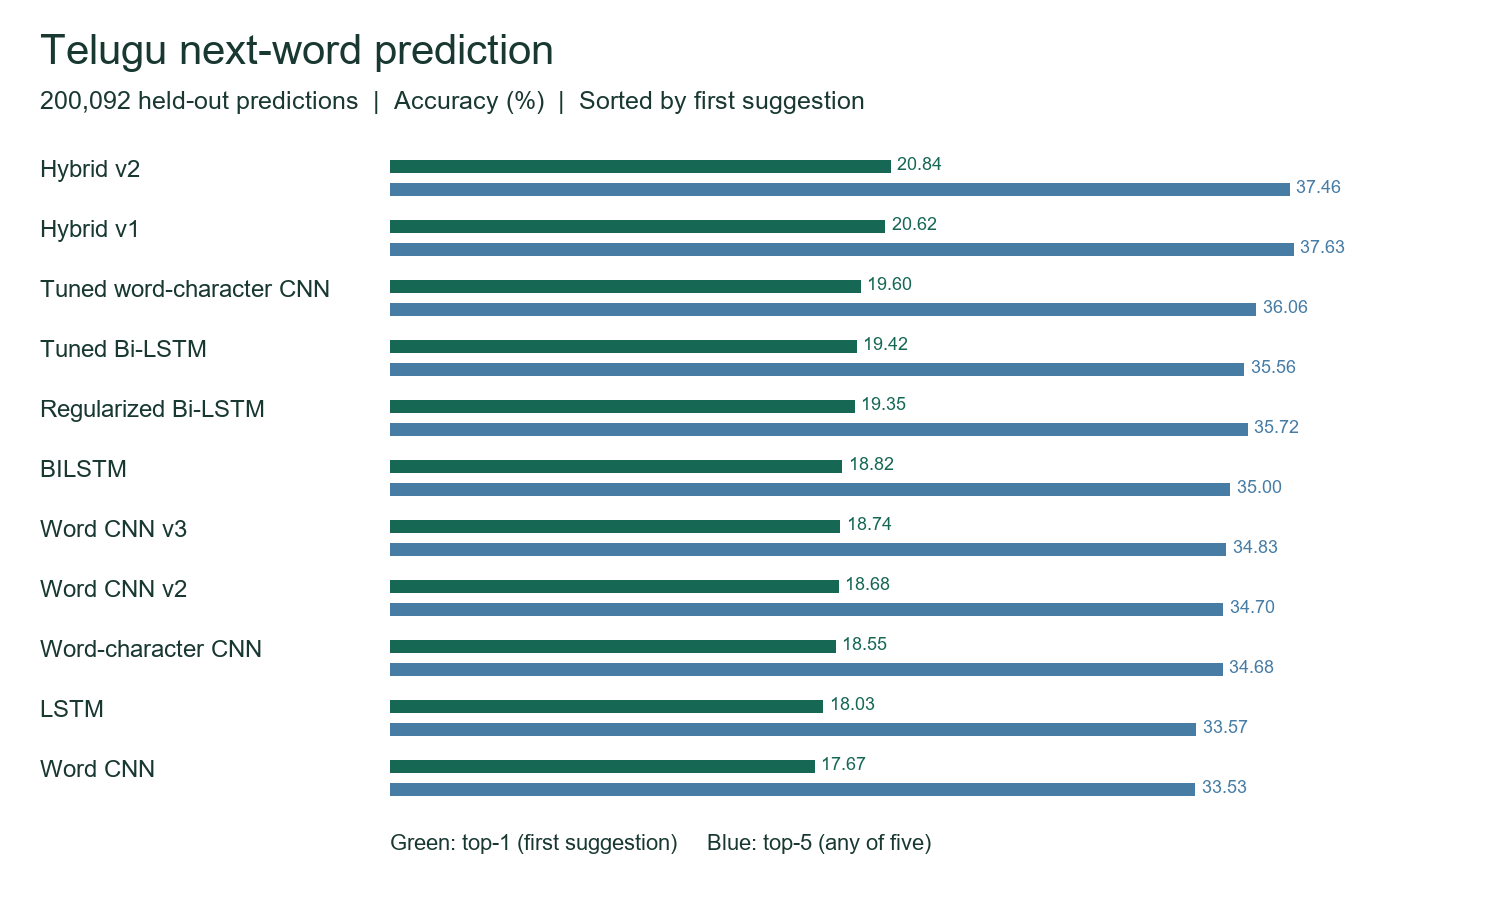 Telugu next-word prediction
200,092 held-out predictions | Accuracy (%) | Sorted by first suggestion
Hybrid v2
20.84
37.46
Hybrid v1
20.62
37.63
Tuned word-character CNN
19.60
36.06
Tuned Bi-LSTM
19.42
35.56
Regularized Bi-LSTM
19.35
35.72
BILSTM
18.82
35.00
Word CNN v3
18.74
34.83
Word CNN v2
18.68
34.70
Word-character CNN
18.55
34.68
LSTM
18.03
33.57
Word CNN
17.67
33.53
Green: top-1 (first suggestion) Blue: top-5 (any of five)